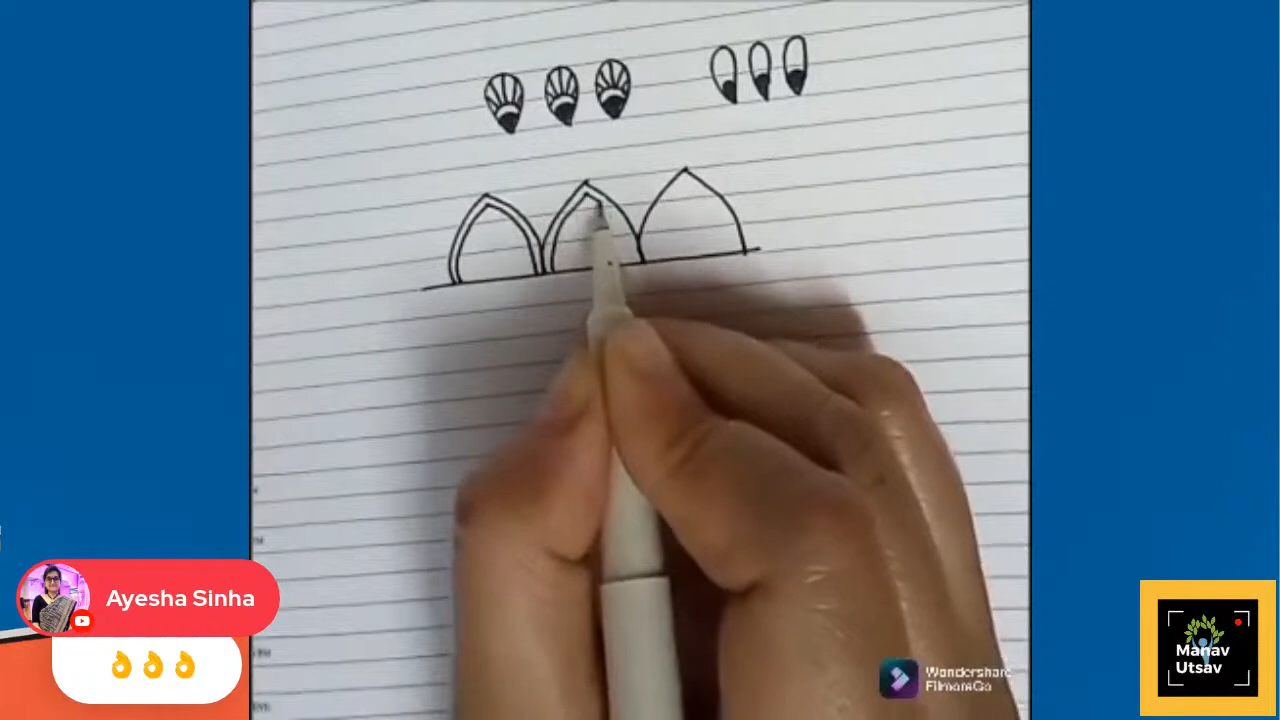 Ayesha Sinha
👌👌👌
Manav
Utsav
Wondershare
FilmoraGo